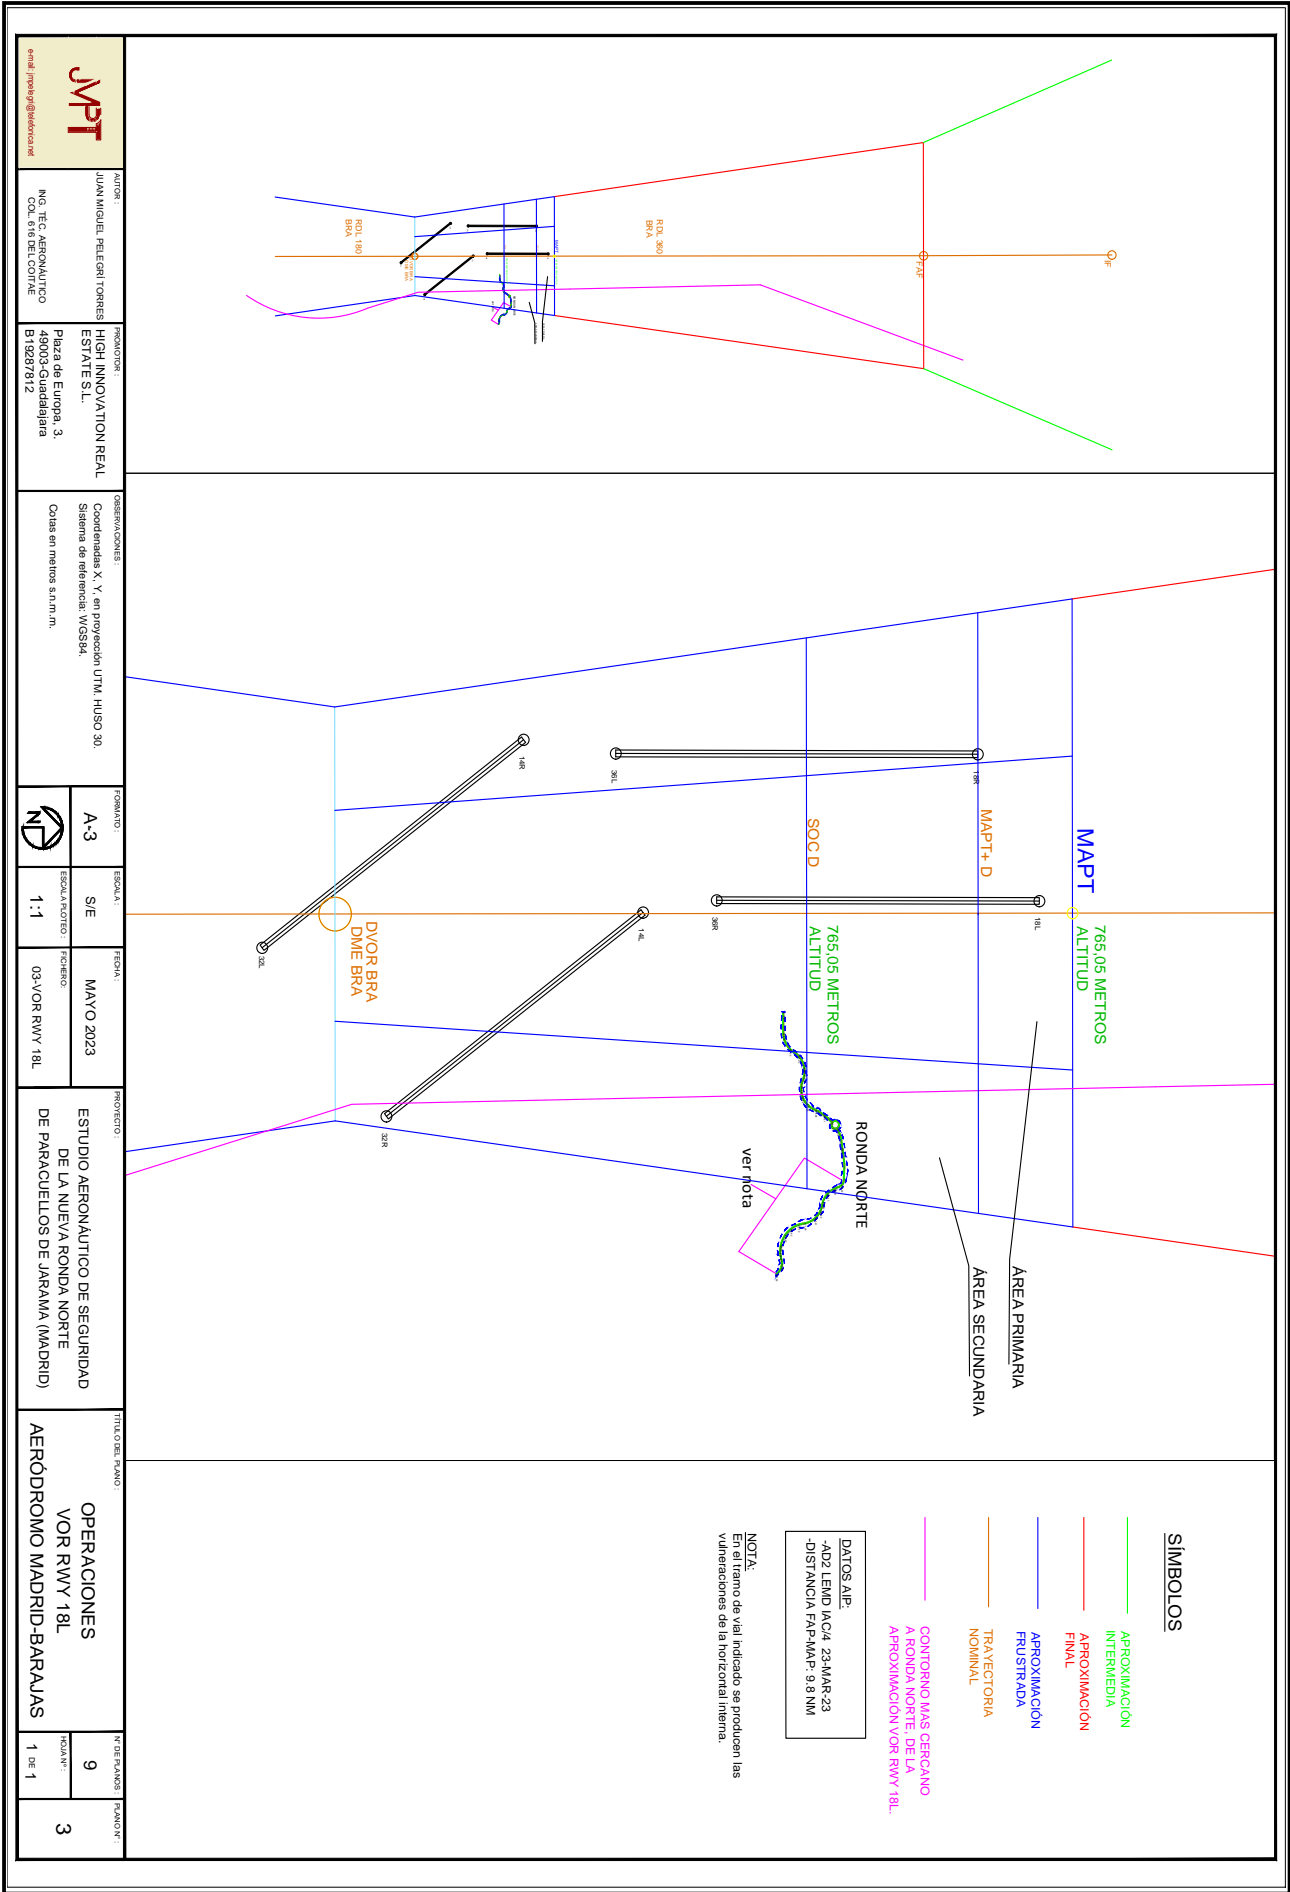 SÍMBOLOS
APROXIMACIÓN
INTERMEDIA
APROXIMACIÓN
FINAL
APROXIMACIÓN
FRUSTRADA
TRAYECTORIA
NOMINAL
CONTORNO MAS CERCANO
A RONDA NORTE, DE LA
APROXIMACIÓN VOR RWY 18L.
DATOS AIP:
-AD2 LEMD IAC/4 23-MAR-23
-DISTANCIA FAP-MAP: 9.8 NM
NOTA:
En el tramo de vial indicado se producen las
vulneraciones de la horizontal interna.
IF
FAF
RDL 360
BRA
RDL 180
BRA
MAPT
765,05 METROS
ALTITUD
MAPT+ D
SOC D
765,05 METROS
ALTITUD
18R
18L
36L
36R
14R
14L
32L
32R
DVOR BRA
DME BRA
RONDA NORTE
ver nota
ÁREA PRIMARIA
ÁREA SECUNDARIA
JMPT
e-mail: jmpelegri@telefonica.net
AUTOR :
JUAN MIGUEL PELEGRÍ TORRES
ING. TÉC. AERONÁUTICO
COL. 616 DEL COITAE
PROMOTOR :
HIGH INNOVATION REAL
ESTATE S.L.
Plaza de Europa, 3.
49003-Guadalajara
B19287812
OBSERVACIONES :
Coordenadas X, Y, en proyección UTM. HUSO 30.
Sistema de referencia: WGS84.
Cotas en metros s.n.m.m.
FORMATO :
A-3
N
ESCALA :
S/E
ESCALA PLOTEO :
1:1
FECHA :
MAYO 2023
FICHERO:
03-VOR RWY 18L
PROYECTO :
ESTUDIO AERONÁUTICO DE SEGURIDAD
DE LA NUEVA RONDA NORTE
DE PARACUELLOS DE JARAMA (MADRID)
TÍTULO DEL PLANO :
OPERACIONES
VOR RWY 18L
AERÓDROMO MADRID-BARAJAS
Nº DE PLANOS :
9
HOJA Nº :
1 DE 1
PLANO Nº :
3